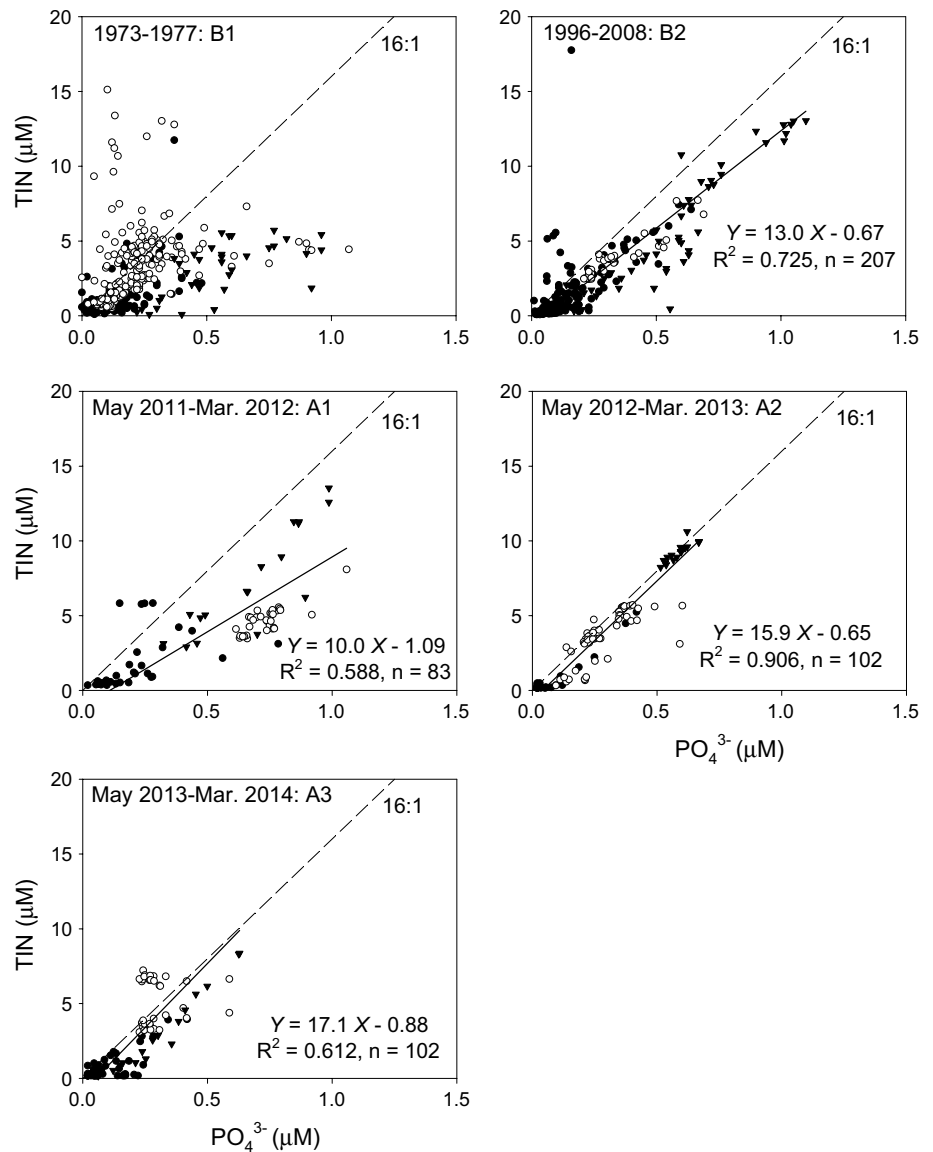 1973-1977: B1
16:1
TIN (µM)
20
15
10
5
0
0.0 0.5 1.0 1.5
1996-2008: B2
16:1
Y = 13.0 X - 0.67
R² = 0.725, n = 207
20
15
10
5
0
0.0 0.5 1.0 1.5
May 2011-Mar. 2012: A1
16:1
TIN (µM)
Y = 10.0 X - 1.09
R² = 0.588, n = 83
20
15
10
5
0
0.0 0.5 1.0 1.5
May 2012-Mar. 2013: A2
16:1
Y = 15.9 X - 0.65
R² = 0.906, n = 102
20
15
10
5
0
0.0 0.5 1.0 1.5
PO₄³⁻ (µM)
May 2013-Mar. 2014: A3
16:1
TIN (µM)
Y = 17.1 X - 0.88
R² = 0.612, n = 102
20
15
10
5
0
0.0 0.5 1.0 1.5
PO₄³⁻ (µM)